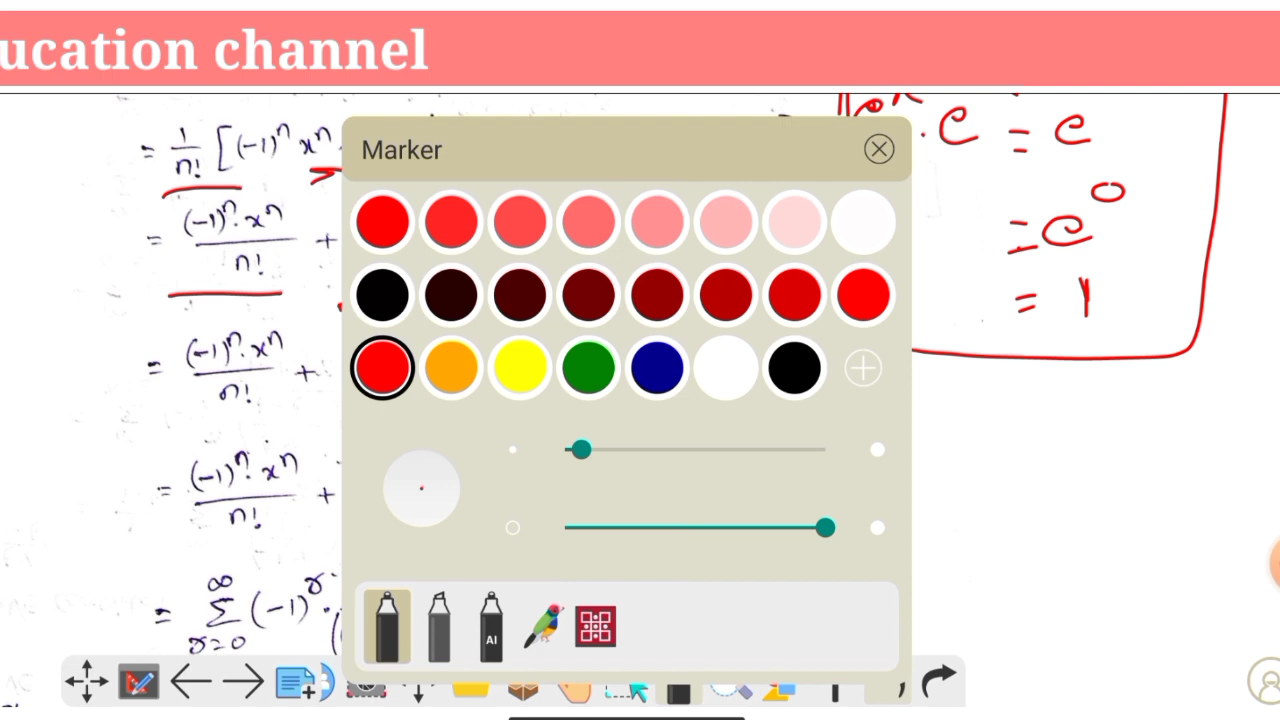 ucation channel
= 1/n! [(-1)^n x^n
= (-1)^n · x^n / n! +
= (-1)^n · x^n / n! +
= (-1)^n · x^n / n! +
= ∞ Σ r=0 (-1)^r ·
Marker
AI
. e = e
= e^0
= 1